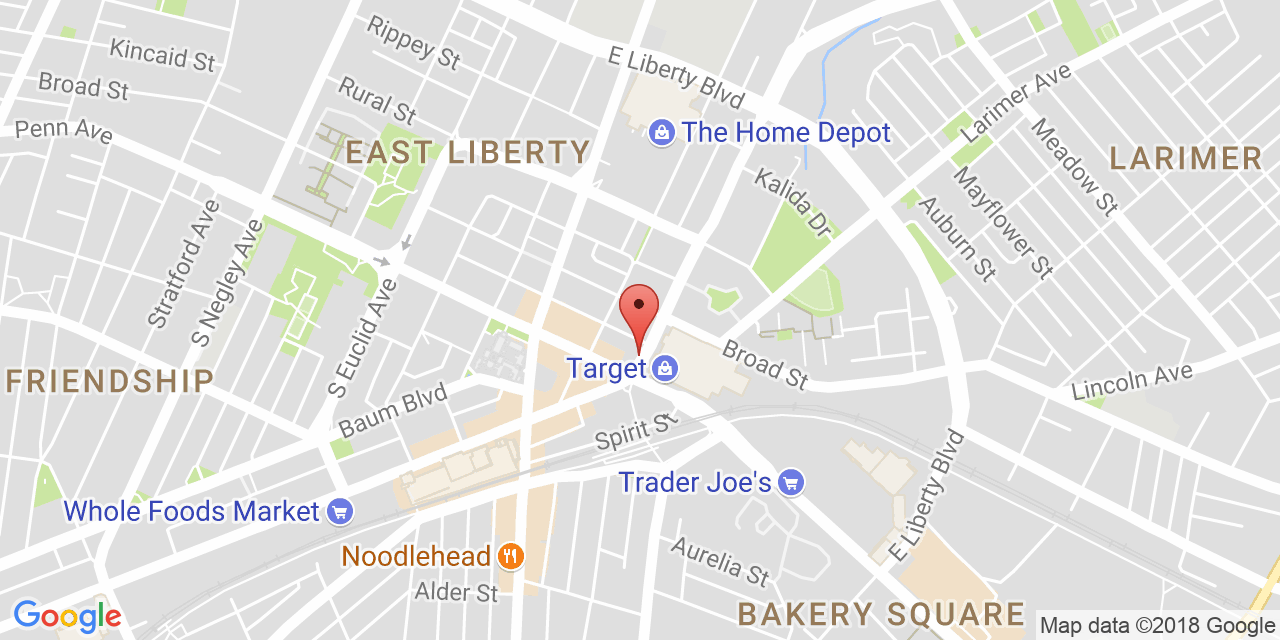 Rippey St
Kincaid St
E Liberty Blvd
Broad St
Rural St
Larimer Ave
Penn Ave
The Home Depot
EAST LIBERTY
LARIMER
Meadow St
Kalida Dr
Mayflower St
Auburn St
Stratford Ave
S Negley Ave
S Euclid Ave
Target
Broad St
FRIENDSHIP
Lincoln Ave
Baum Blvd
Spirit St
Trader Joe's
E Liberty Blvd
Whole Foods Market
Noodlehead
Aurelia St
Alder St
BAKERY SQUARE
Google
Map data ©2018 Google